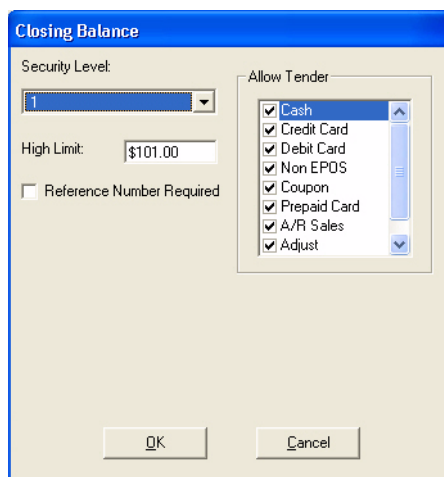 Closing Balance
Security Level:
1
High Limit:
$101.00
Reference Number Required
Allow Tender
Cash
Credit Card
Debit Card
Non EPOS
Coupon
Prepaid Card
A/R Sales
Adjust
OK
Cancel